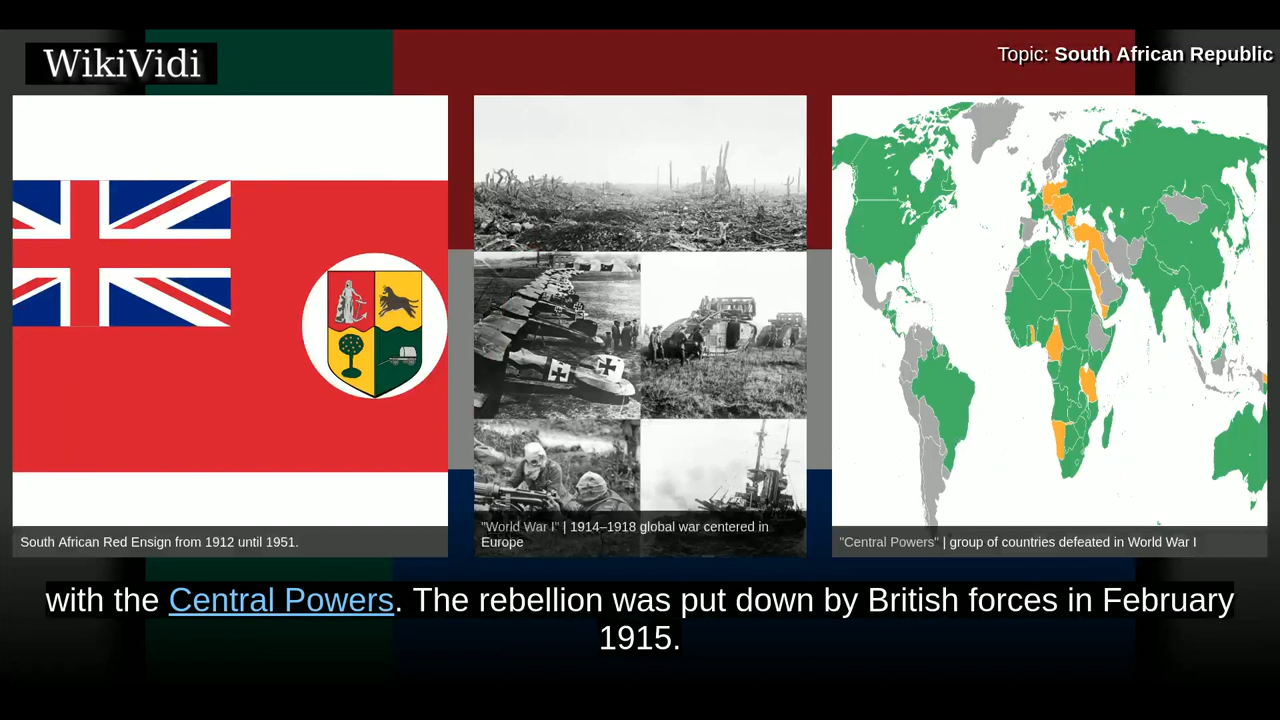 WikiVidi
Topic: South African Republic
South African Red Ensign from 1912 until 1951.
"World War I" | 1914–1918 global war centered in
Europe
"Central Powers" | group of countries defeated in World War I
with the Central Powers. The rebellion was put down by British forces in February
1915.